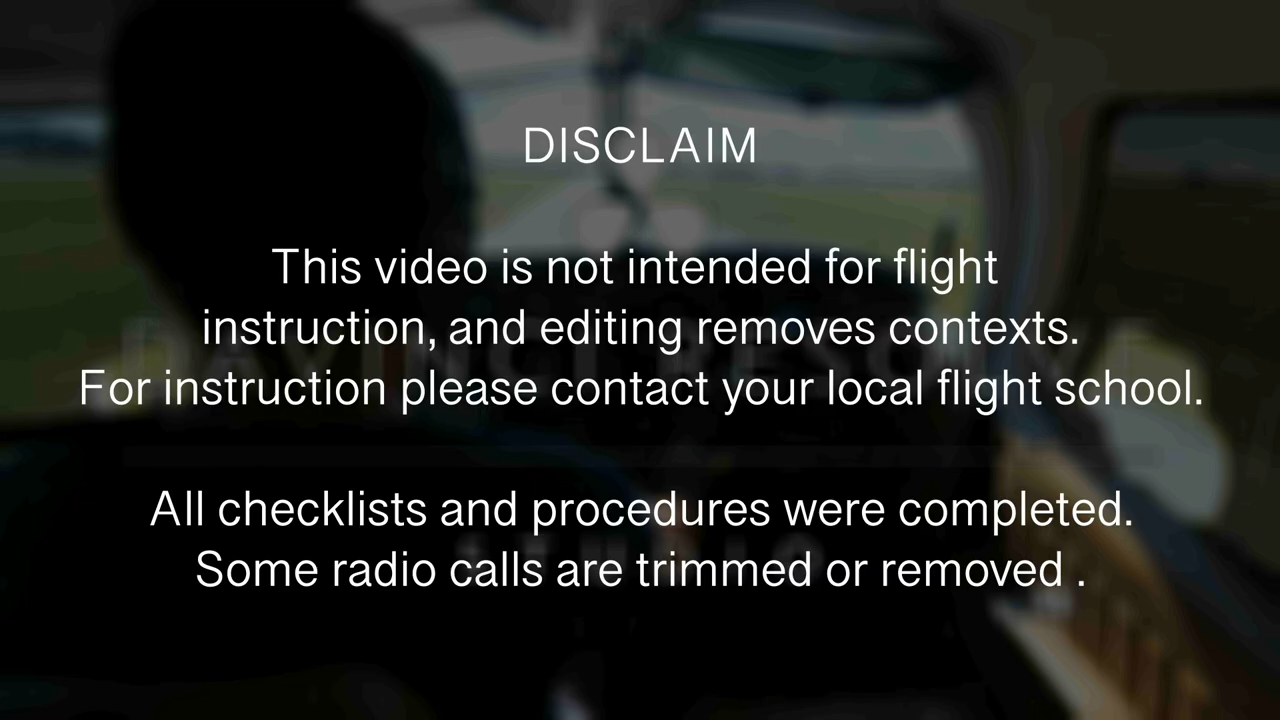 DISCLAIM
This video is not intended for flight
instruction, and editing removes contexts.
For instruction please contact your local flight school.
All checklists and procedures were completed.
Some radio calls are trimmed or removed .